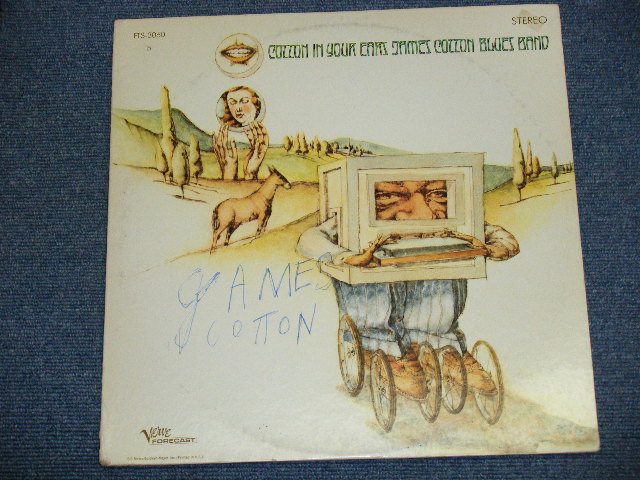 FTS-3060
STEREO
COTTON IN YOUR EARS JAMES COTTON BLUES BAND
JAMES
COTTON
Verve
FORECAST